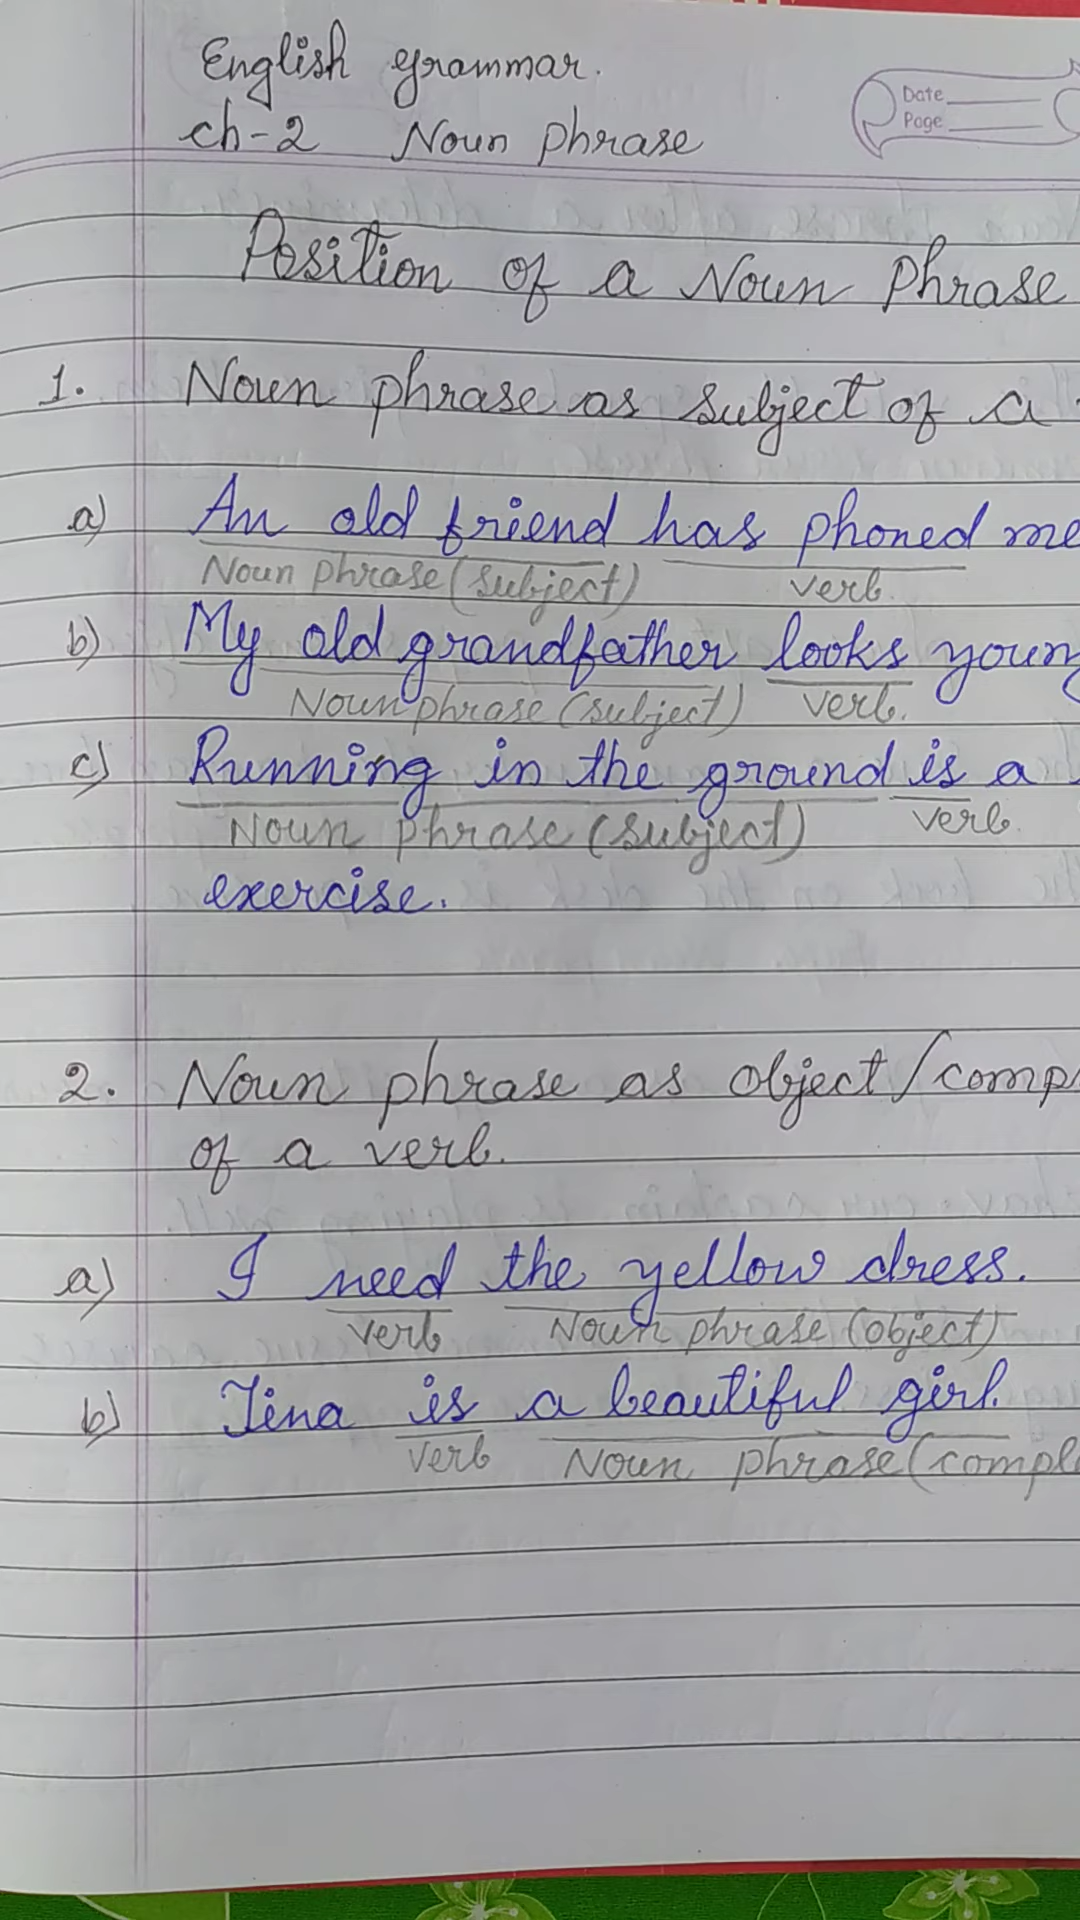 English grammar.
Date
Page
ch-2 Noun phrase
Position of a Noun Phrase
1. Noun phrase as subject of a
a) An old friend has phoned me
Noun phrase (subject) verb.
b) My old grandfather looks young
Noun phrase (subject) verb.
c) Running in the ground is a
Noun phrase (subject) verb.
exercise.
2. Noun phrase as object/comp
of a verb.
a) I need the yellow dress.
verb Noun phrase (object)
b) Tina is a beautiful girl.
verb Noun phrase (comple